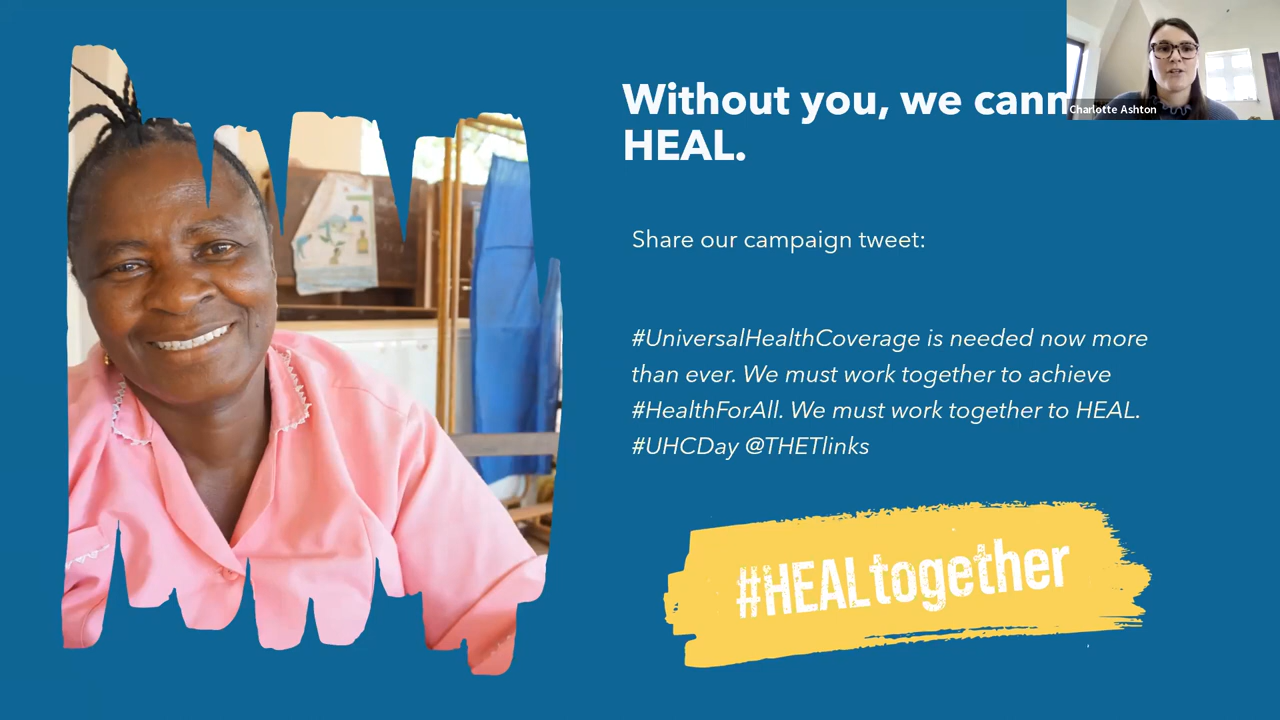 Without you, we cann
HEAL.
Charlotte Ashton
Share our campaign tweet:
#UniversalHealthCoverage is needed now more
than ever. We must work together to achieve
#HealthForAll. We must work together to HEAL.
#UHCDay @THETlinks
#HEALtogether